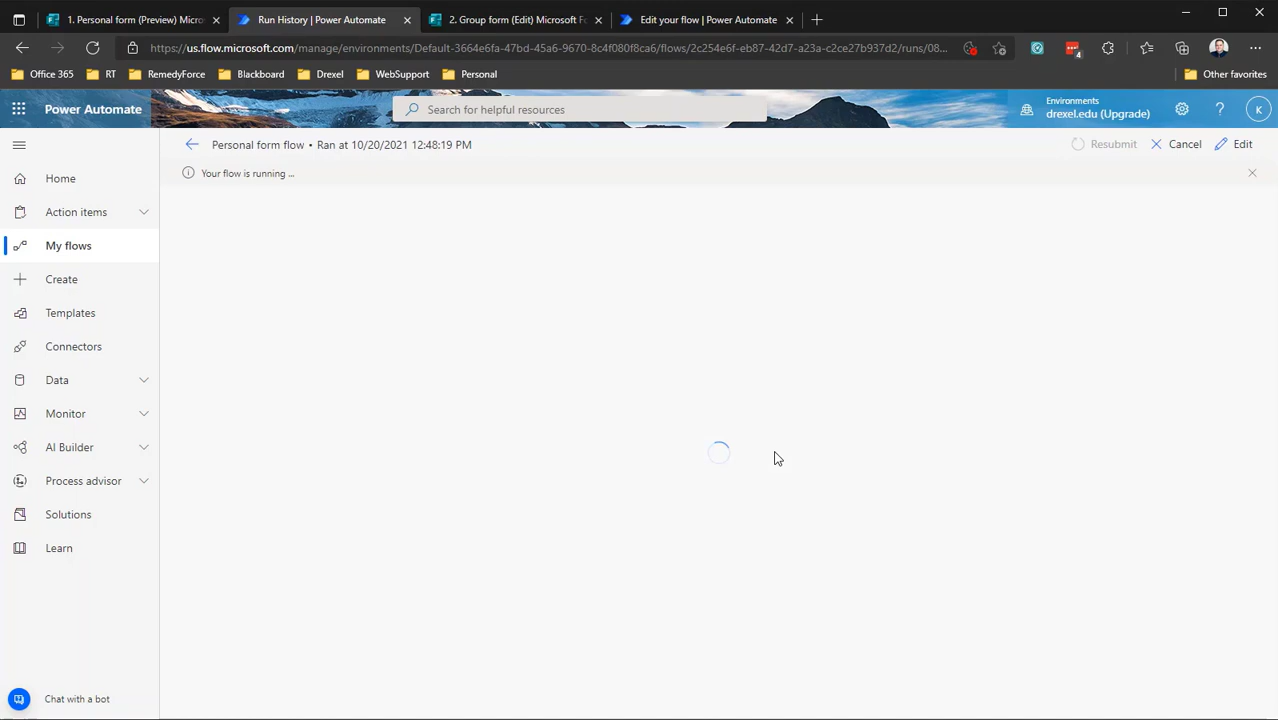 1. Personal form (Preview) Micro
Run History | Power Automate
2. Group form (Edit) Microsoft Fo
Edit your flow | Power Automate
https://us.flow.microsoft.com/manage/environments/Default-3664e6fa-47bd-45a6-9670-8c4f080f8ca6/flows/2c254e6f-eb87-42d7-a23a-c2ce27b937d2/runs/08...
4
Office 365
RT
RemedyForce
Blackboard
Drexel
WebSupport
Personal
Other favorites
Power Automate
Search for helpful resources
Environments
drexel.edu (Upgrade)
K
Personal form flow • Ran at 10/20/2021 12:48:19 PM
Resubmit
Cancel
Edit
Your flow is running ...
Home
Action items
My flows
Create
Templates
Connectors
Data
Monitor
AI Builder
Process advisor
Solutions
Learn
Chat with a bot